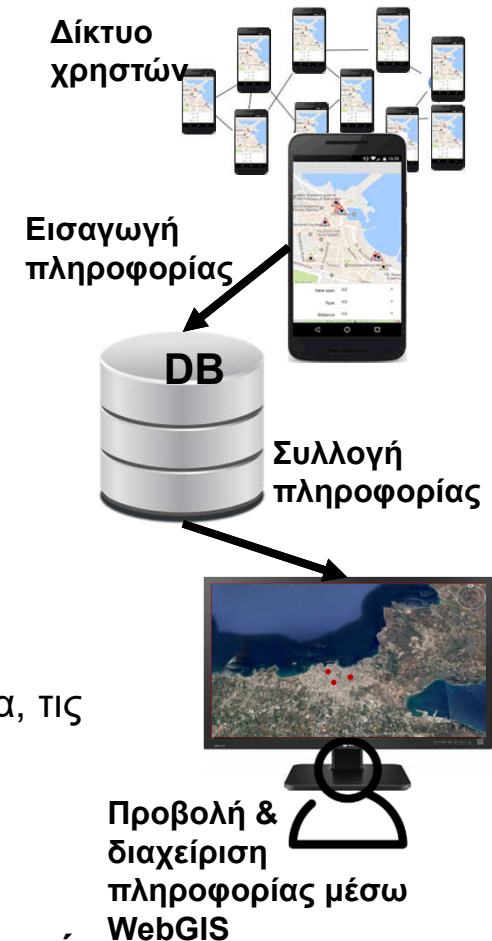 Δίκτυο
χρηστών
Εισαγωγή
πληροφορίας
DB
Συλλογή
πληροφορίας
α, τις
Προβολή &
διαχείριση
πληροφορίας μέσω
WebGIS